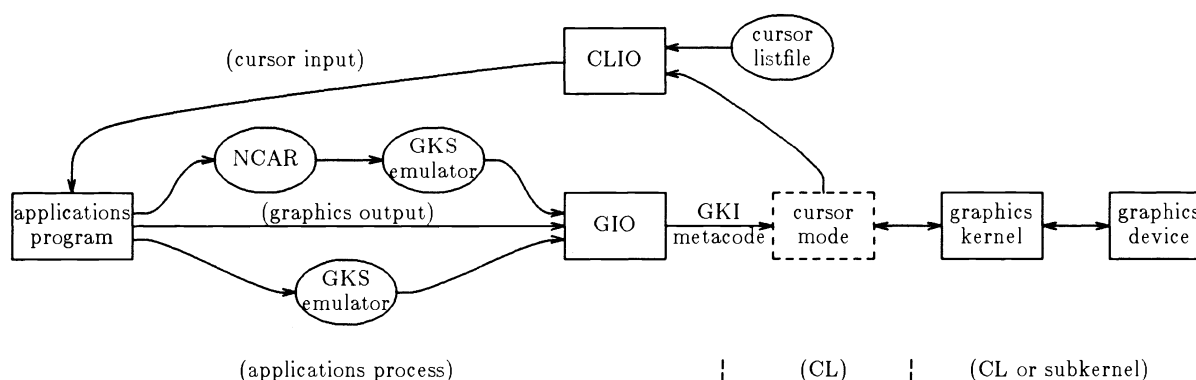 cursor
listfile
(cursor input)
CLIO
NCAR
GKS
emulator
applications
program
(graphics output)
GIO
GKI
metacode
cursor
mode
graphics
kernel
graphics
device
GKS
emulator
(applications process)
(CL)
(CL or subkernel)